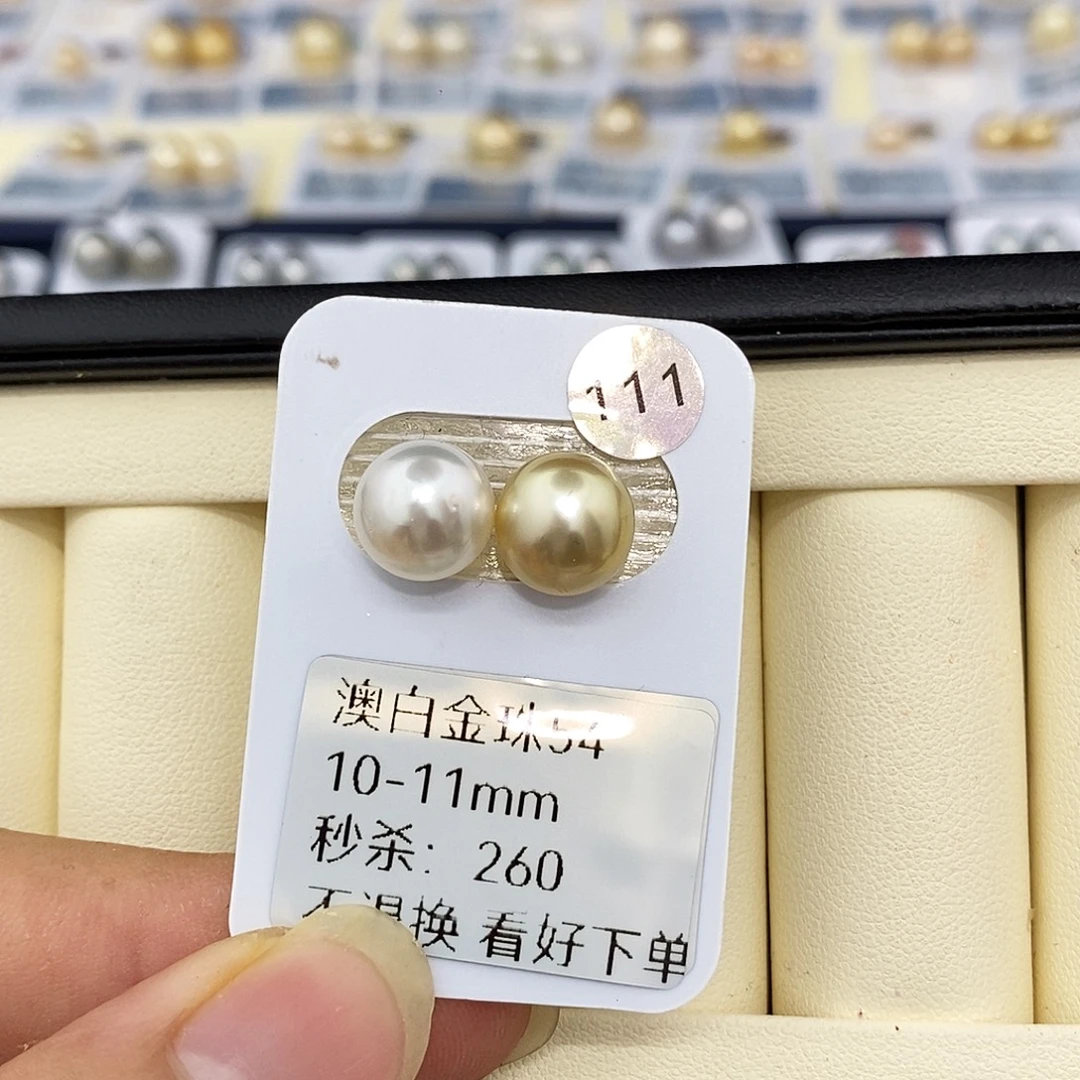 111
澳白金珠54
10-11mm
秒杀: 260
不退换 看好下单